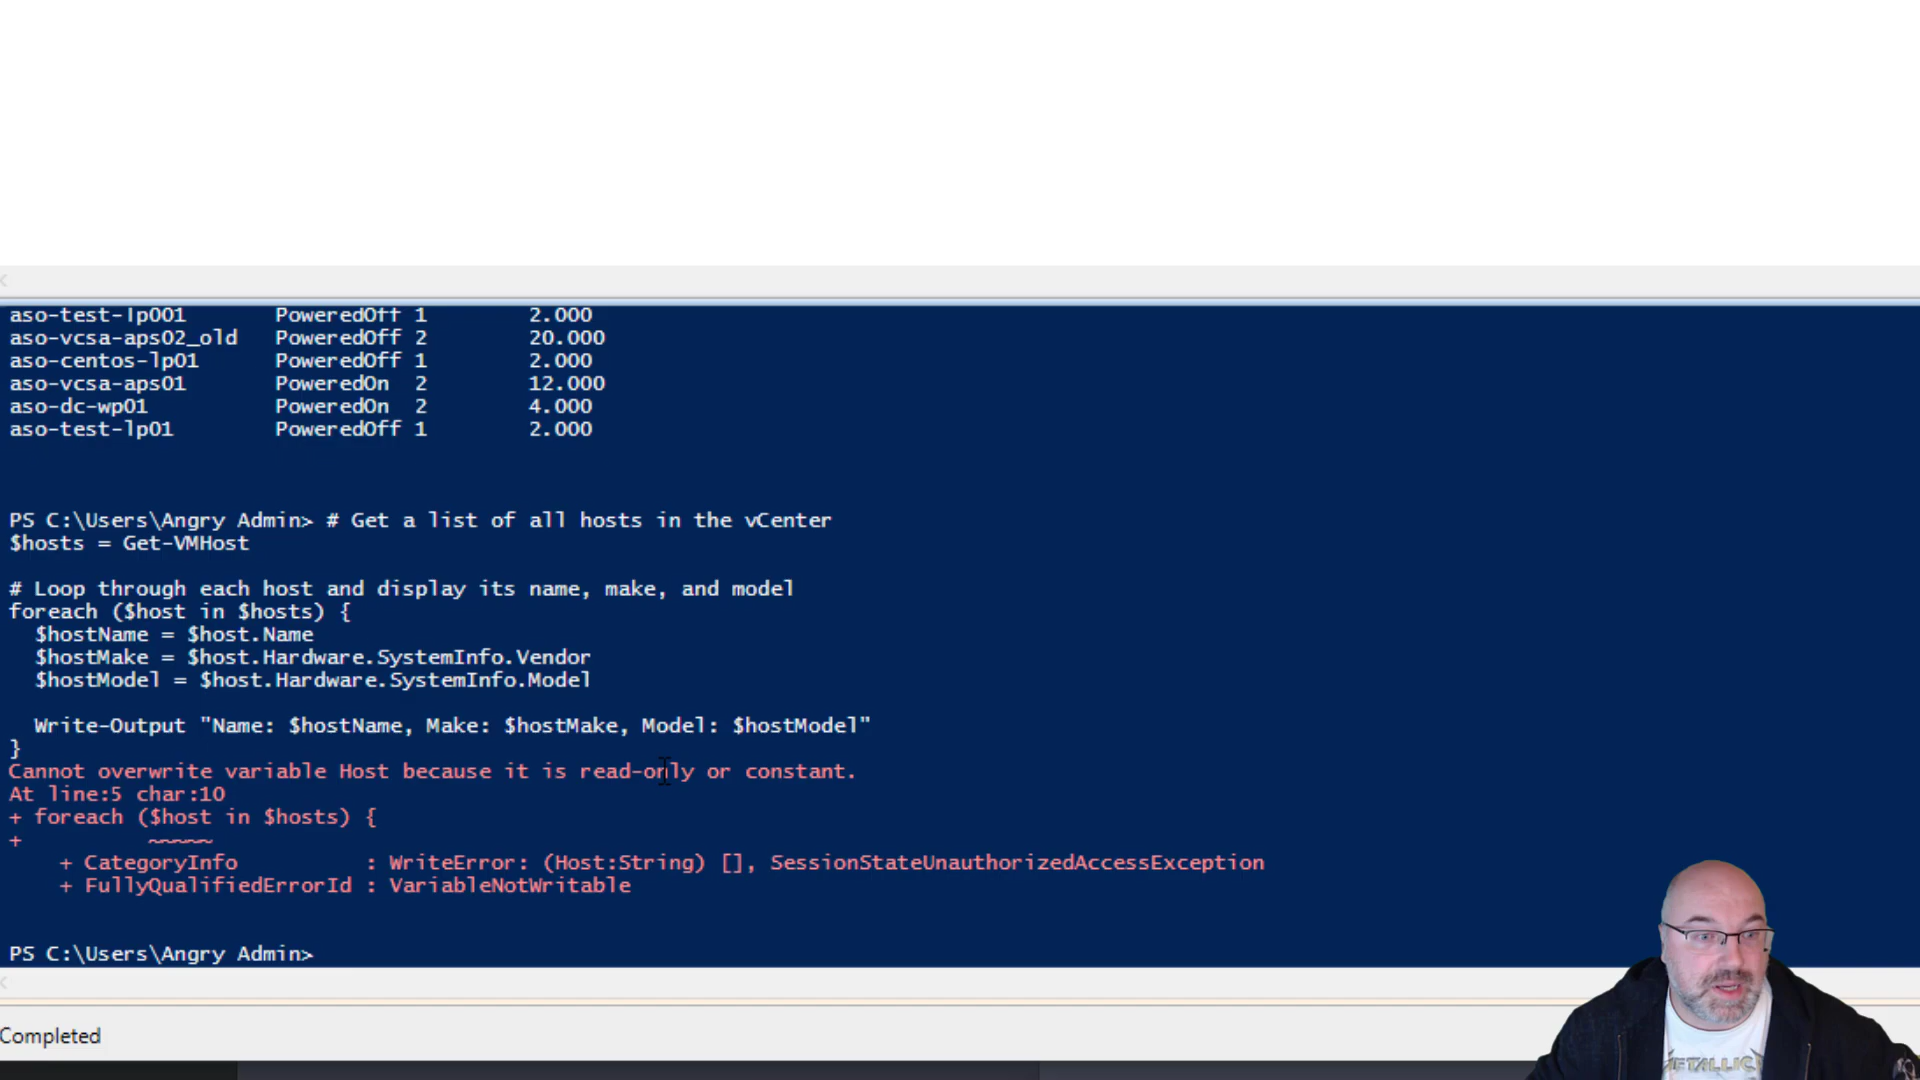 aso-test-lp001 PoweredOff 1 2.000
aso-vcsa-aps02_old PoweredOff 2 20.000
aso-centos-lp01 PoweredOff 1 2.000
aso-vcsa-aps01 PoweredOn 2 12.000
aso-dc-wp01 PoweredOn 2 4.000
aso-test-lp01 PoweredOff 1 2.000
PS C:\Users\Angry Admin> # Get a list of all hosts in the vCenter
$hosts = Get-VMHost
# Loop through each host and display its name, make, and model
foreach ($host in $hosts) {
$hostName = $host.Name
$hostMake = $host.Hardware.SystemInfo.Vendor
$hostModel = $host.Hardware.SystemInfo.Model
Write-Output "Name: $hostName, Make: $hostMake, Model: $hostModel"
}
Cannot overwrite variable Host because it is read-only or constant.
At line:5 char:10
+ foreach ($host in $hosts) {
+ ~~~~~
+ CategoryInfo : WriteError: (Host:String) [], SessionStateUnauthorizedAccessException
+ FullyQualifiedErrorId : VariableNotWritable
PS C:\Users\Angry Admin>
Completed